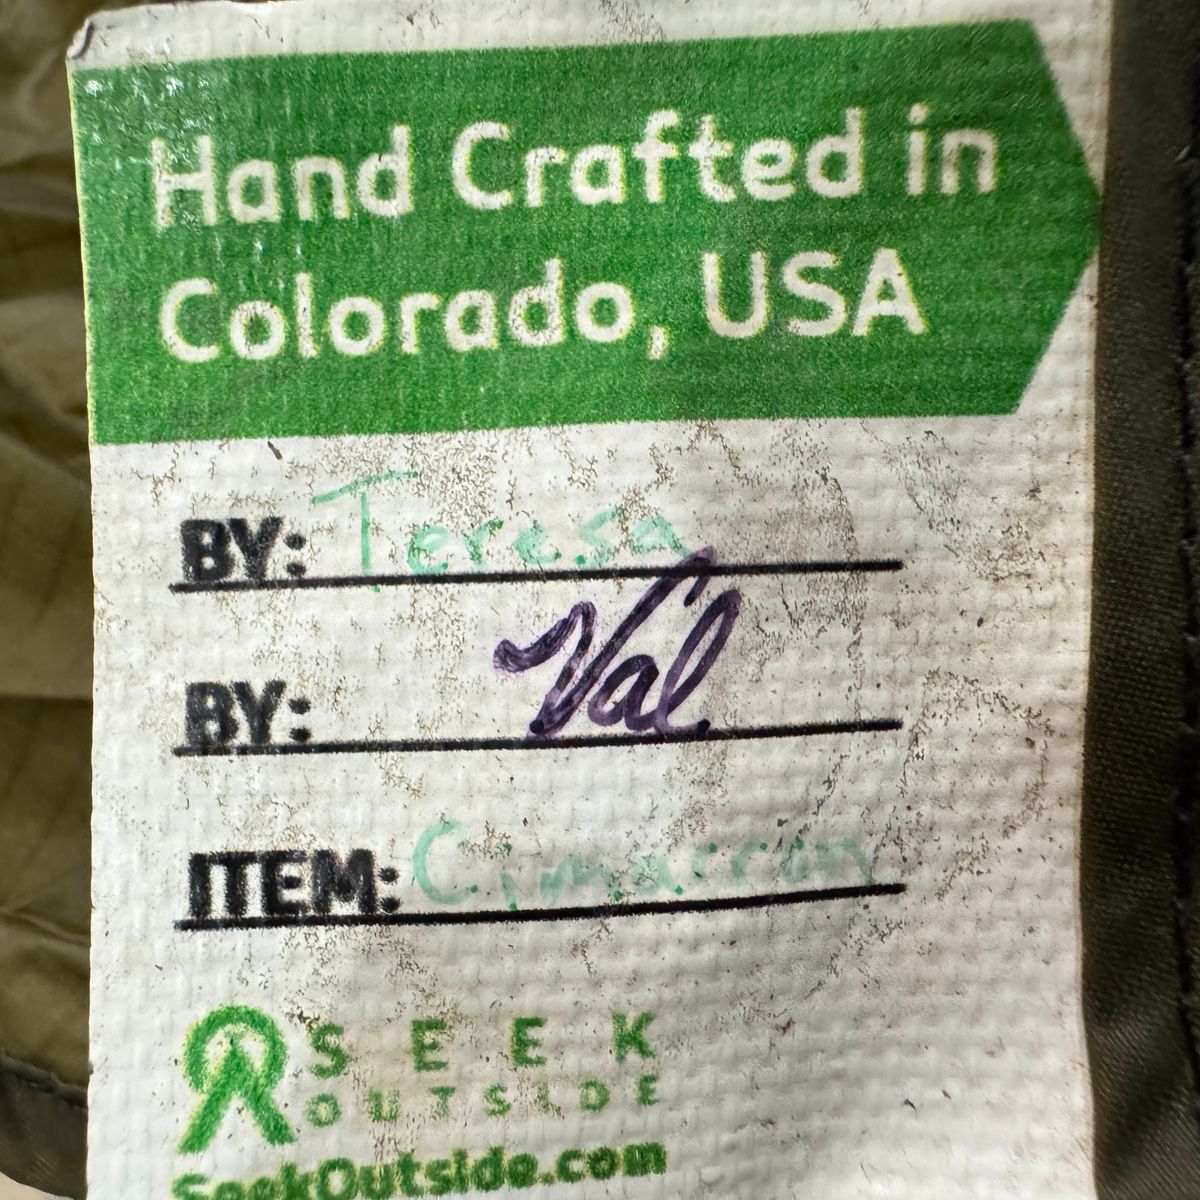 Hand Crafted in
Colorado, USA
BY: Teresa
BY: Val
ITEM: Cimarron
SEEK
OUTSIDE
SeekOutside.com